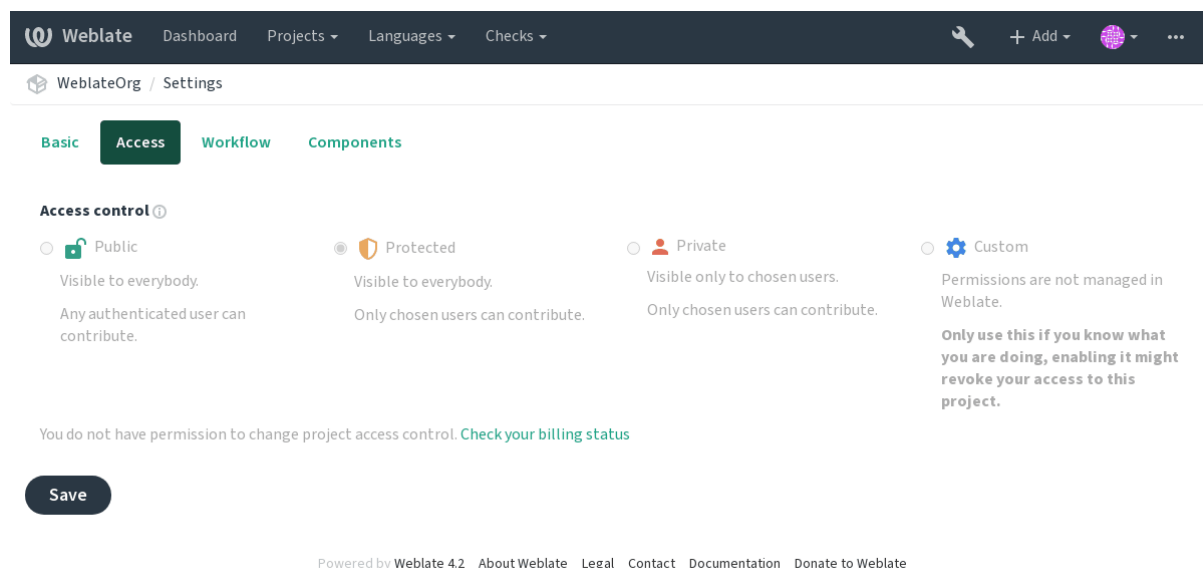 Weblate Dashboard Projects Languages Checks Add
WeblateOrg / Settings
Basic Access Workflow Components
Access control
Public
Visible to everybody.
Any authenticated user can
contribute.
Protected
Visible to everybody.
Only chosen users can contribute.
Private
Visible only to chosen users.
Only chosen users can contribute.
Custom
Permissions are not managed in
Weblate.
Only use this if you know what
you are doing, enabling it might
revoke your access to this
project.
You do not have permission to change project access control. Check your billing status
Save
Powered by Weblate 4.2 About Weblate Legal Contact Documentation Donate to Weblate